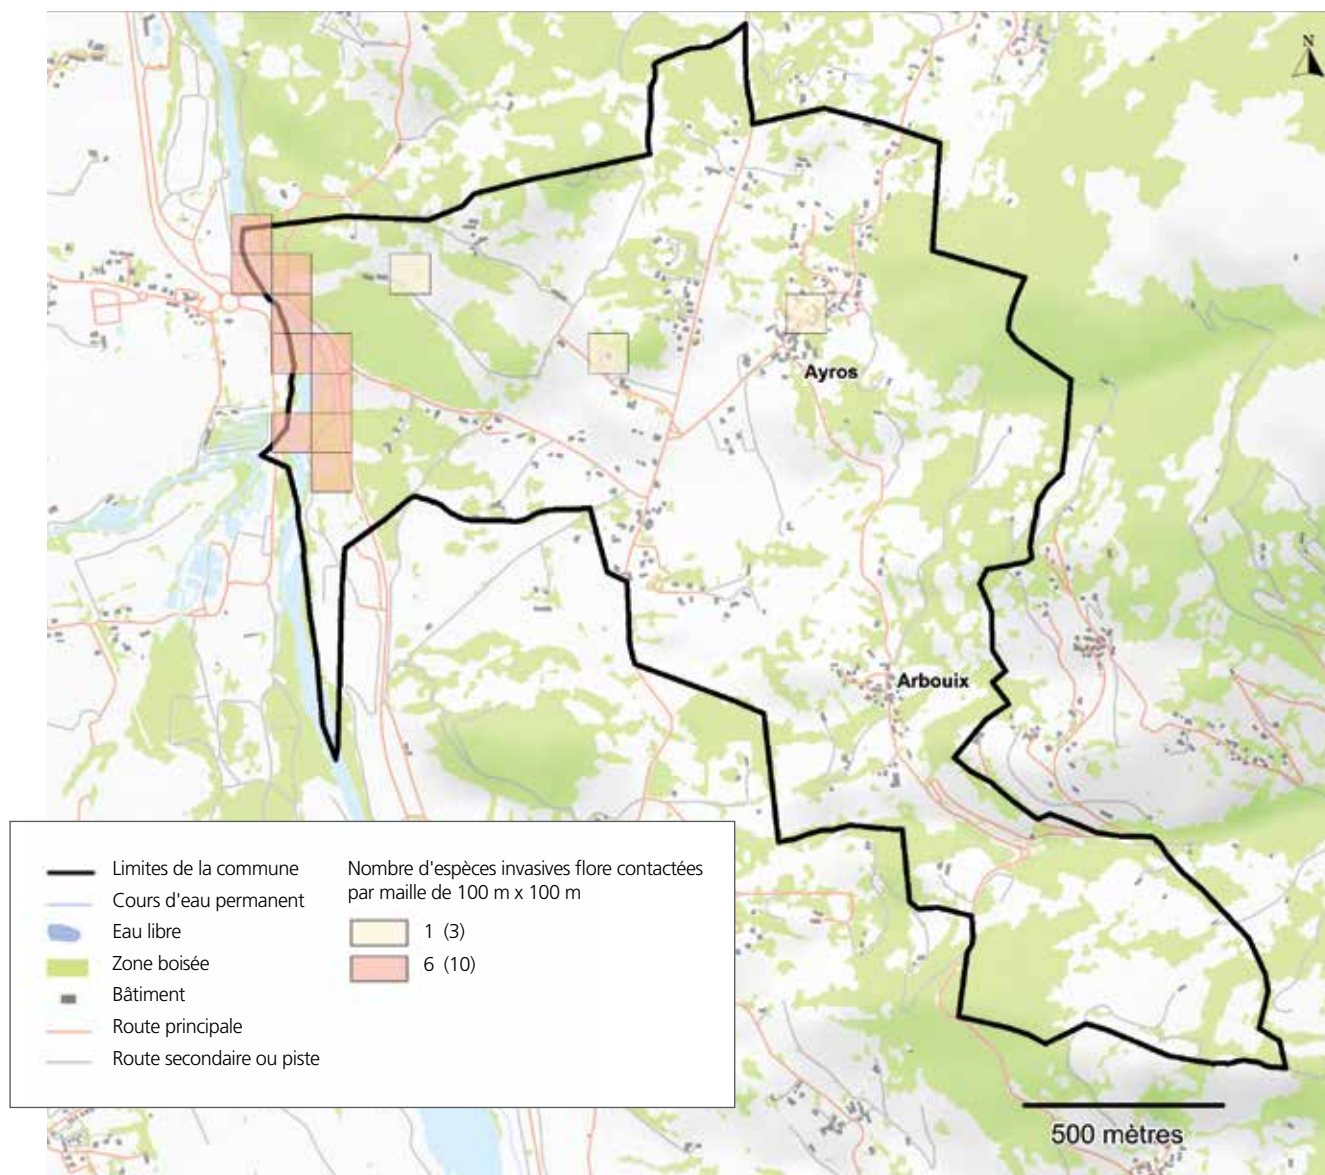 N
Ayros
Arbouix
Limites de la commune
Cours d'eau permanent
Eau libre
Zone boisée
Bâtiment
Route principale
Route secondaire ou piste
Nombre d'espèces invasives flore contactées
par maille de 100 m x 100 m
1 (3)
6 (10)
500 mètres